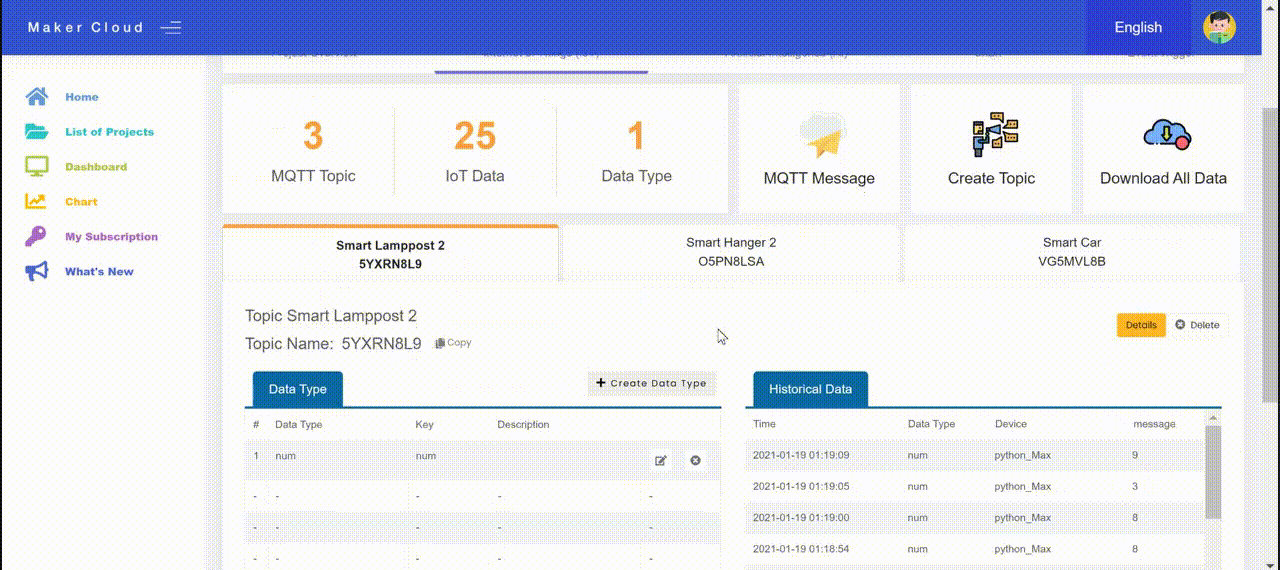 Maker Cloud
English
Home
List of Projects
Dashboard
Chart
My Subscription
What's New
3
MQTT Topic
25
IoT Data
1
Data Type
MQTT Message
Create Topic
Download All Data
Smart Lamppost 2
5YXRN8L9
Smart Hanger 2
O5PN8LSA
Smart Car
VG5MVL8B
Topic Smart Lamppost 2
Topic Name: 5YXRN8L9 Copy
Details Delete
Data Type
+ Create Data Type
# Data Type Key Description
1 num num
- - - - -
- - - - -
- - - - -
Historical Data
Time Data Type Device message
2021-01-19 01:19:09 num python_Max 9
2021-01-19 01:19:05 num python_Max 3
2021-01-19 01:19:00 num python_Max 8
2021-01-19 01:18:54 num python_Max 8